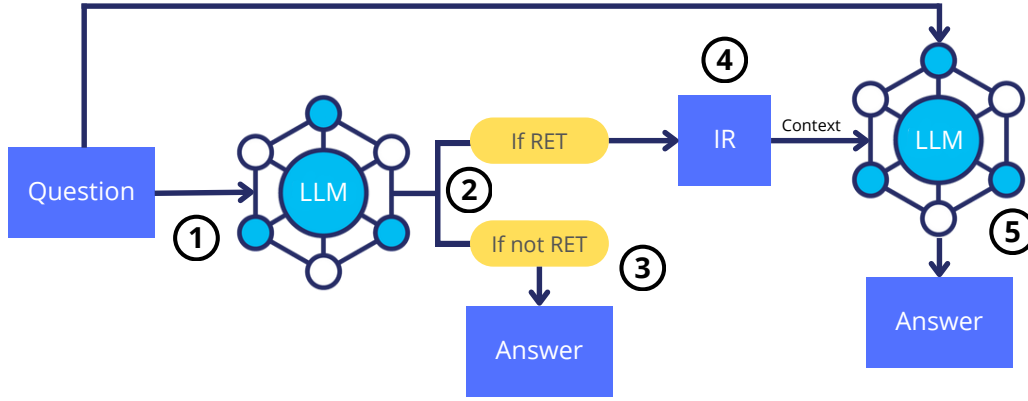 Question
1
LLM
2
If RET
If not RET
3
Answer
4
IR
Context
LLM
5
Answer